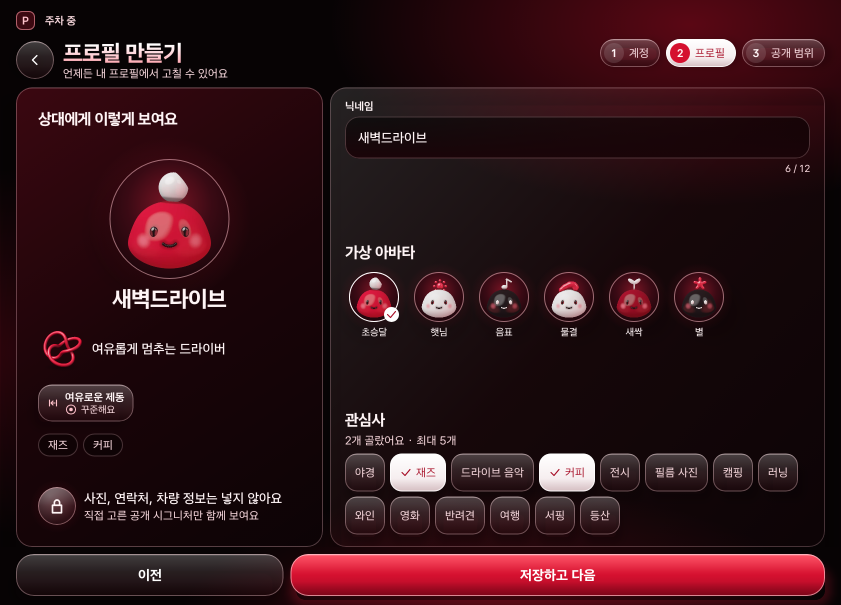 P 주차 중
프로필 만들기
언제든 내 프로필에서 고칠 수 있어요
1 계정
2 프로필
3 공개 범위
상대에게 이렇게 보여요
새벽드라이브
여유롭게 멈추는 드라이버
여유로운 제동
꾸준해요
재즈 커피
사진, 연락처, 차량 정보는 넣지 않아요
직접 고른 공개 시그니처만 함께 보여요
닉네임
새벽드라이브
6 / 12
가상 아바타
초승달 햇님 음표 물결 새싹 별
관심사
2개 골랐어요 · 최대 5개
야경 재즈 드라이브 음악 커피 전시 필름 사진 캠핑 러닝
와인 영화 반려견 여행 서핑 등산
이전
저장하고 다음